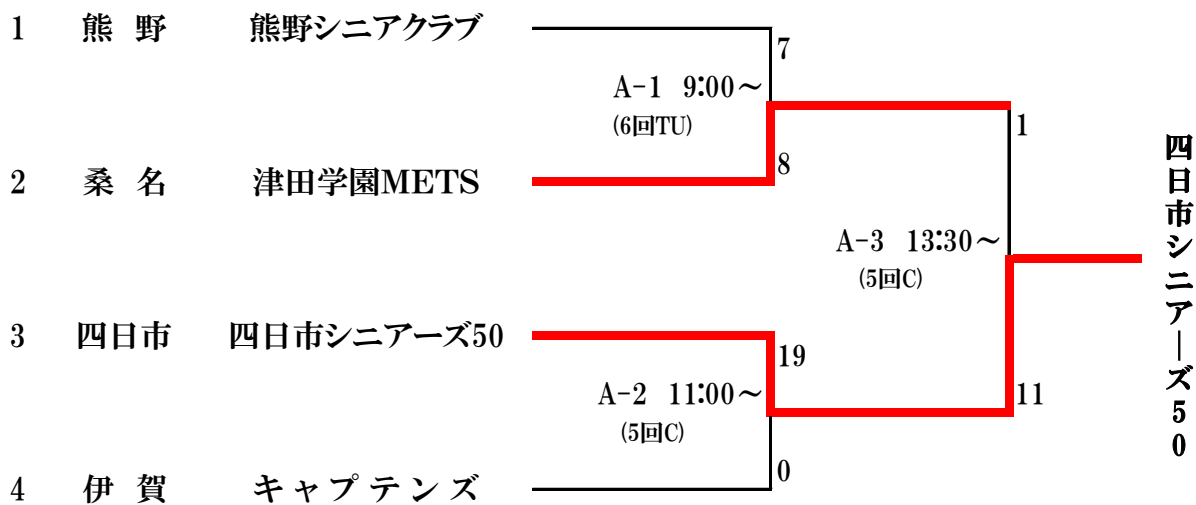 1 熊 野 熊野シニアクラブ
7
A-1 9:00～
(6回TU)
1
8
2 桑 名 津田学園METS
A-3 13:30～
(5回C)
四日市シニアーズ50
3 四日市 四日市シニアーズ50
19
A-2 11:00～
11
(5回C)
0
4 伊 賀 キャプテンズ